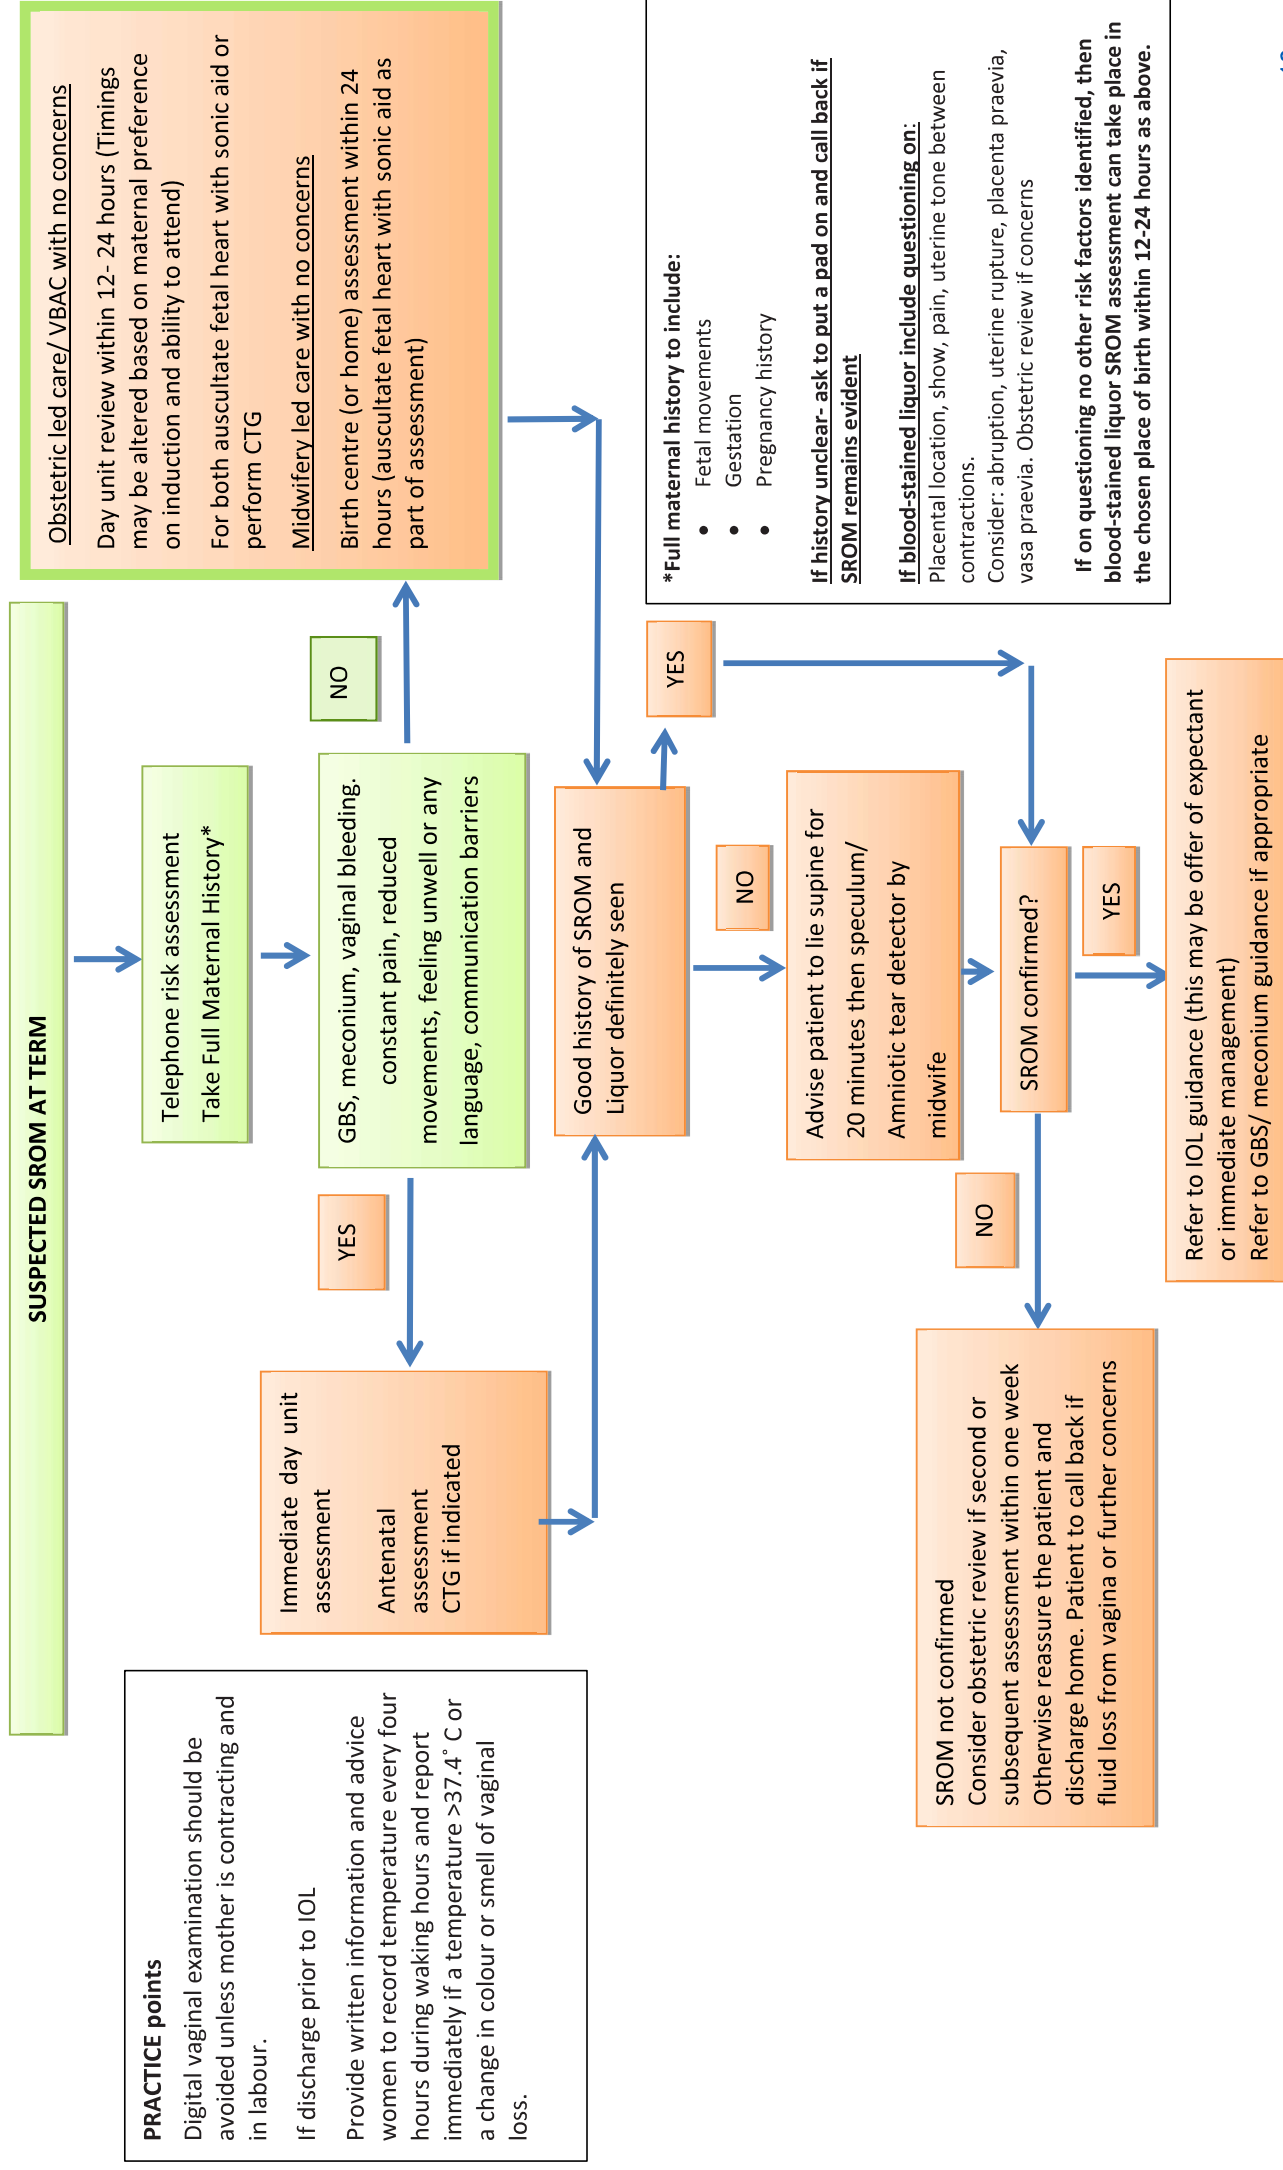 SUSPECTED SROM AT TERM
Telephone risk assessment
Take Full Maternal History*
GBS, meconium, vaginal bleeding.
constant pain, reduced
movements, feeling unwell or any
language, communication barriers
YES
NO
Immediate day unit
assessment
Antenatal
assessment
CTG if indicated
Obstetric led care/ VBAC with no concerns
Day unit review within 12- 24 hours (Timings
may be altered based on maternal preference
on induction and ability to attend)
For both auscultate fetal heart with sonic aid or
perform CTG
Midwifery led care with no concerns
Birth centre (or home) assessment within 24
hours (auscultate fetal heart with sonic aid as
part of assessment)
PRACTICE points
Digital vaginal examination should be
avoided unless mother is contracting and
in labour.
If discharge prior to IOL
Provide written information and advice
women to record temperature every four
hours during waking hours and report
immediately if a temperature >37.4˚ C or
a change in colour or smell of vaginal
loss.
Good history of SROM and
Liquor definitely seen
YES
NO
Advise patient to lie supine for
20 minutes then speculum/
Amniotic tear detector by
midwife
SROM confirmed?
NO
YES
SROM not confirmed
Consider obstetric review if second or
subsequent assessment within one week
Otherwise reassure the patient and
discharge home. Patient to call back if
fluid loss from vagina or further concerns
Refer to IOL guidance (this may be offer of expectant
or immediate management)
Refer to GBS/ meconium guidance if appropriate
*Full maternal history to include:
• Fetal movements
• Gestation
• Pregnancy history
If history unclear- ask to put a pad on and call back if
SROM remains evident
If blood-stained liquor include questioning on:
Placental location, show, pain, uterine tone between
contractions.
Consider: abruption, uterine rupture, placenta praevia,
vasa praevia. Obstetric review if concerns
If on questioning no other risk factors identified, then
blood-stained liquor SROM assessment can take place in
the chosen place of birth within 12-24 hours as above.